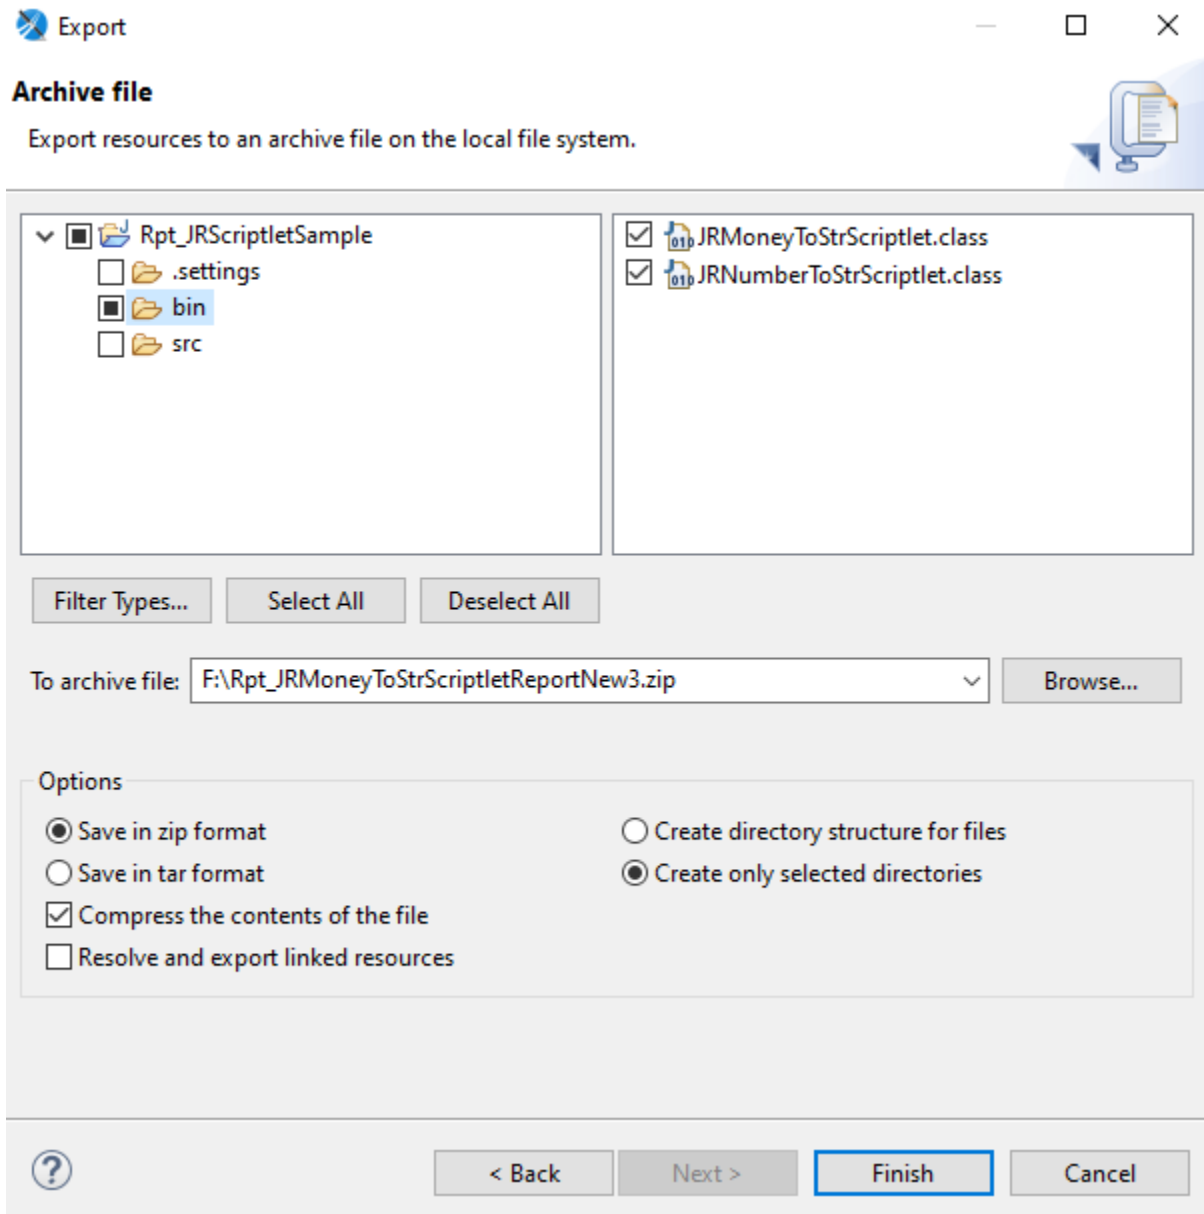 Export
Archive file
Export resources to an archive file on the local file system.
Rpt_JRScriptletSample
.settings
bin
src
010 JRMoneyToStrScriptlet.class
010 JRNumberToStrScriptlet.class
Filter Types...
Select All
Deselect All
To archive file: F:\Rpt_JRMoneyToStrScriptletReportNew3.zip
Browse...
Options
Save in zip format
Create directory structure for files
Save in tar format
Create only selected directories
Compress the contents of the file
Resolve and export linked resources
?
< Back
Next >
Finish
Cancel